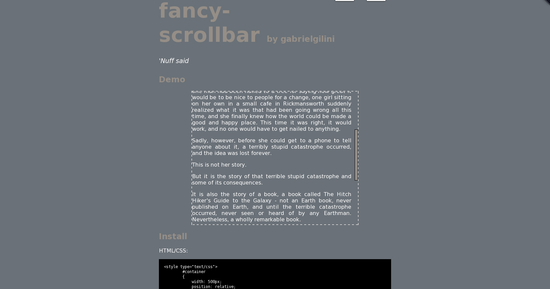 fancy-
scrollbar by gabrielgilini
'Nuff said
Demo
would be to be nice to people for a change, one girl sitting
on her own in a small cafe in Rickmansworth suddenly
realized what it was that had been going wrong all this
time, and she finally knew how the world could be made a
good and happy place. This time it was right, it would
work, and no one would have to get nailed to anything.
Sadly, however, before she could get to a phone to tell
anyone about it, a terribly stupid catastrophe occurred,
and the idea was lost forever.
This is not her story.
But it is the story of that terrible stupid catastrophe and
some of its consequences.
It is also the story of a book, a book called The Hitch
Hiker's Guide to the Galaxy - not an Earth book, never
published on Earth, and until the terrible catastrophe
occurred, never seen or heard of by any Earthman.
Nevertheless, a wholly remarkable book.
Install
HTML/CSS:
<style type="text/css">
#container
{
width: 500px;
position: relative;